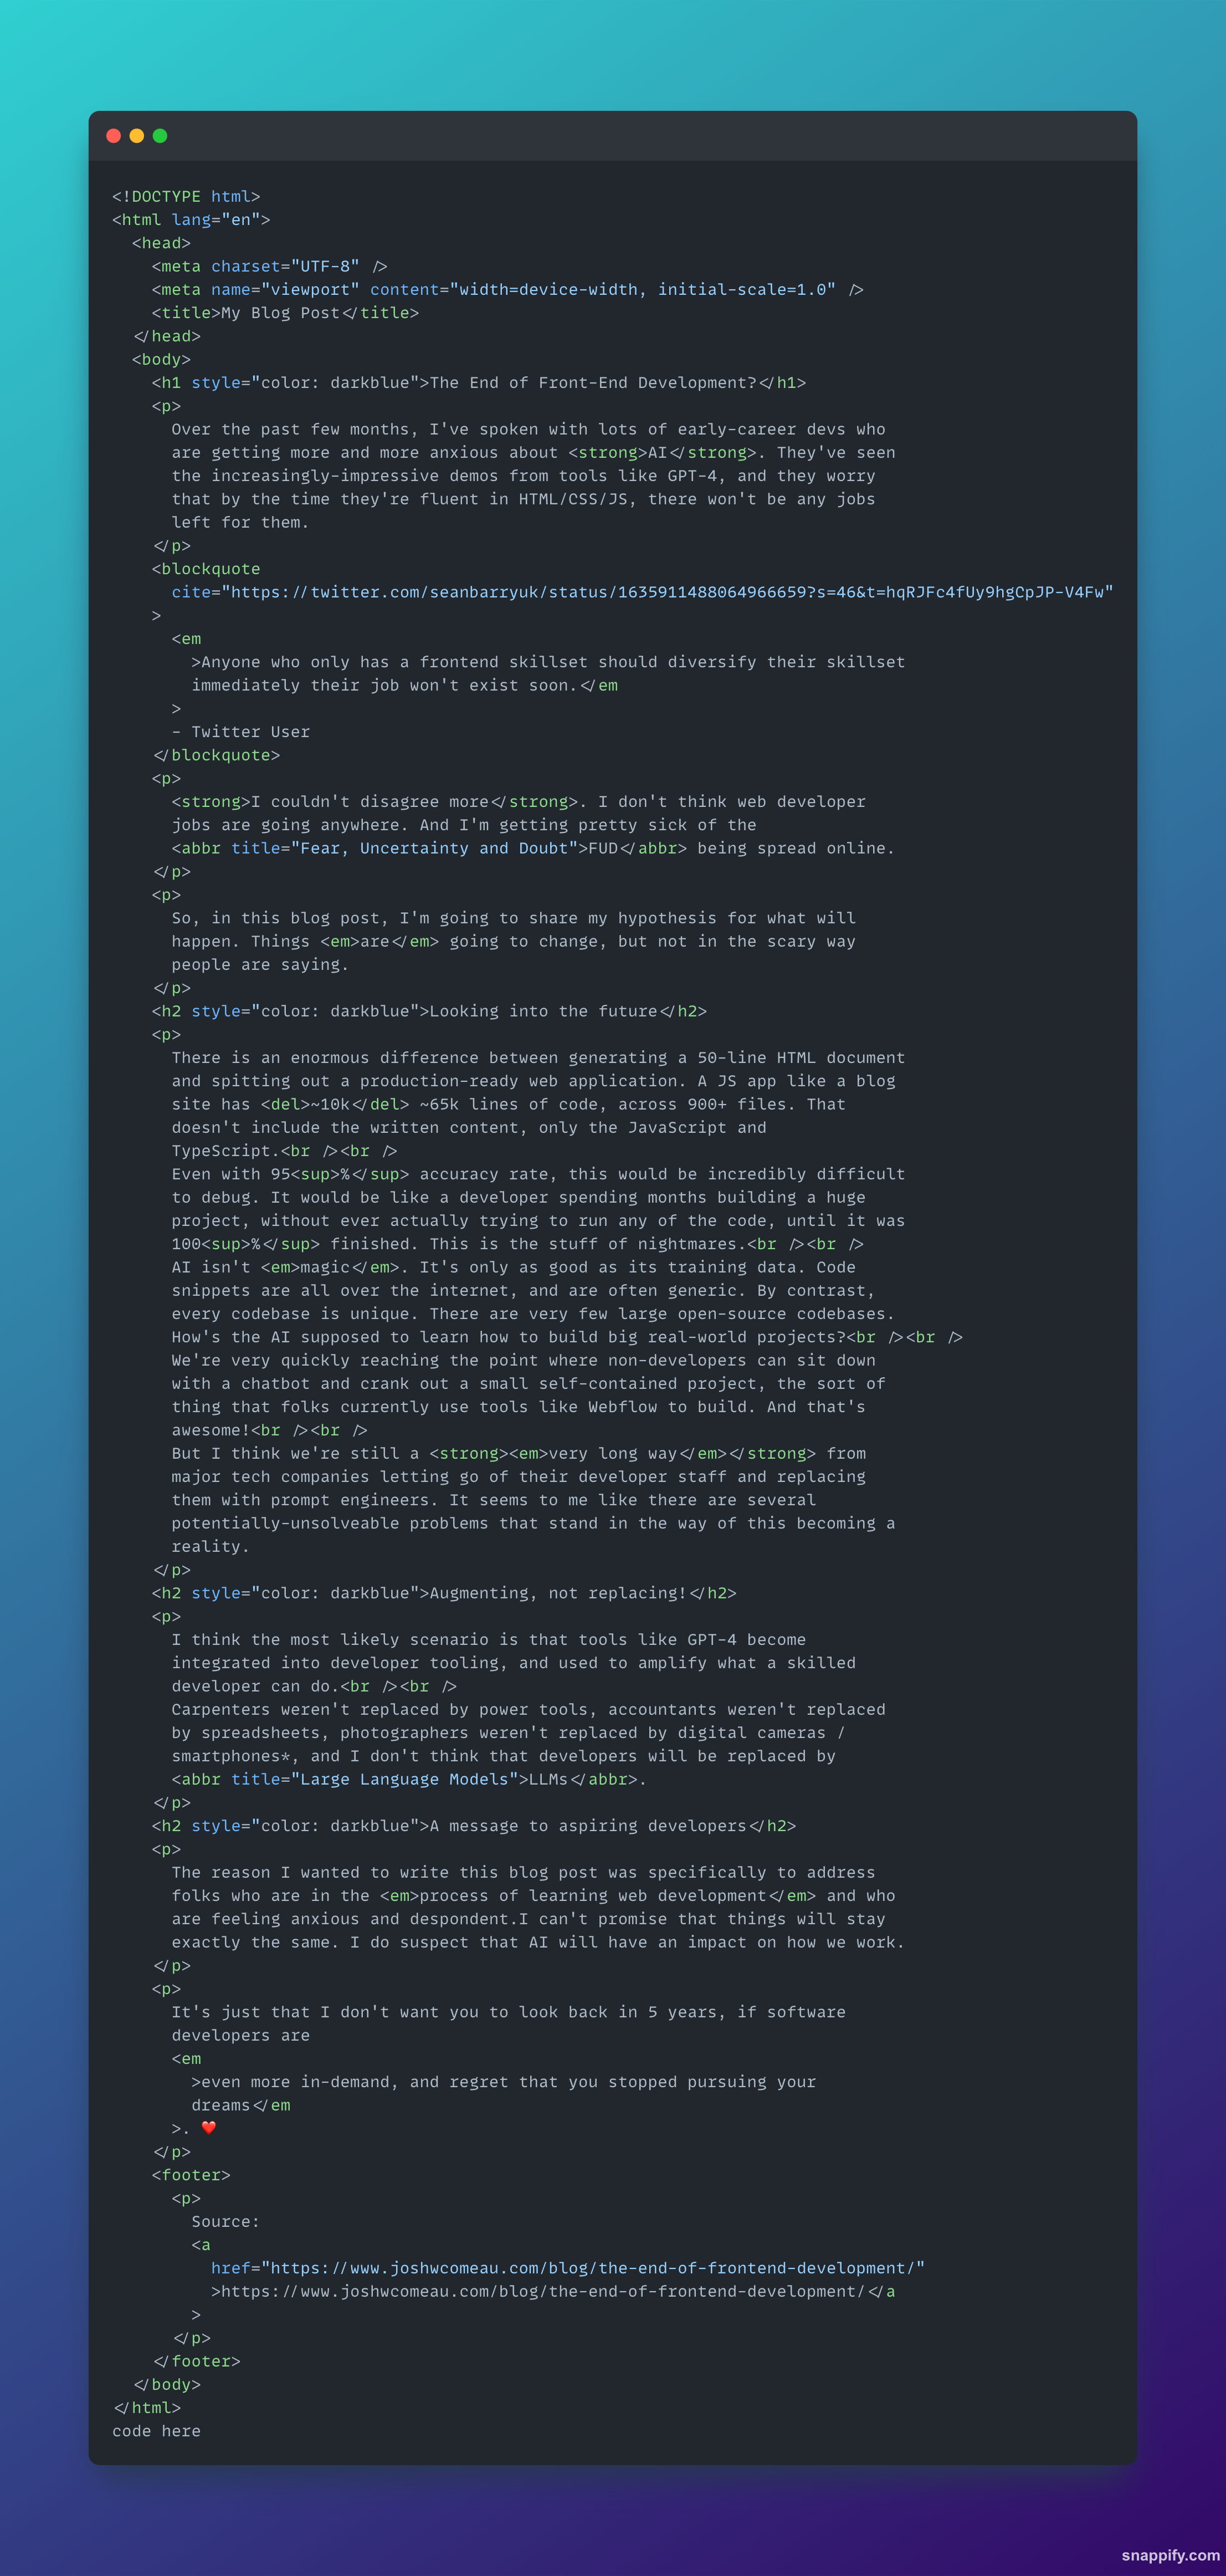 <!DOCTYPE html>
<html lang="en">
  <head>
    <meta charset="UTF-8" />
    <meta name="viewport" content="width=device-width, initial-scale=1.0" />
    <title>My Blog Post</title>
  </head>
  <body>
    <h1 style="color: darkblue">The End of Front-End Development?</h1>
    <p>
      Over the past few months, I've spoken with lots of early-career devs who
      are getting more and more anxious about <strong>AI</strong>. They've seen
      the increasingly-impressive demos from tools like GPT-4, and they worry
      that by the time they're fluent in HTML/CSS/JS, there won't be any jobs
      left for them.
    </p>
    <blockquote
      cite="https://twitter.com/seanbarryuk/status/1635911488064966659?s=46&t=hqRJFc4fUy9hgCpJP-V4Fw"
    >
      <em
        >Anyone who only has a frontend skillset should diversify their skillset
        immediately their job won't exist soon.</em
      >
      - Twitter User
    </blockquote>
    <p>
      <strong>I couldn't disagree more</strong>. I don't think web developer
      jobs are going anywhere. And I'm getting pretty sick of the
      <abbr title="Fear, Uncertainty and Doubt">FUD</abbr> being spread online.
    </p>
    <p>
      So, in this blog post, I'm going to share my hypothesis for what will
      happen. Things <em>are</em> going to change, but not in the scary way
      people are saying.
    </p>
    <h2 style="color: darkblue">Looking into the future</h2>
    <p>
      There is an enormous difference between generating a 50-line HTML document
      and spitting out a production-ready web application. A JS app like a blog
      site has <del>~10k</del> ~65k lines of code, across 900+ files. That
      doesn't include the written content, only the JavaScript and
      TypeScript.<br /><br />
      Even with 95<sup>%</sup> accuracy rate, this would be incredibly difficult
      to debug. It would be like a developer spending months building a huge
      project, without ever actually trying to run any of the code, until it was
      100<sup>%</sup> finished. This is the stuff of nightmares.<br /><br />
      AI isn't <em>magic</em>. It's only as good as its training data. Code
      snippets are all over the internet, and are often generic. By contrast,
      every codebase is unique. There are very few large open-source codebases.
      How's the AI supposed to learn how to build big real-world projects?<br /><br />
      We're very quickly reaching the point where non-developers can sit down
      with a chatbot and crank out a small self-contained project, the sort of
      thing that folks currently use tools like Webflow to build. And that's
      awesome!<br /><br />
      But I think we're still a <strong><em>very long way</em></strong> from
      major tech companies letting go of their developer staff and replacing
      them with prompt engineers. It seems to me like there are several
      potentially-unsolveable problems that stand in the way of this becoming a
      reality.
    </p>
    <h2 style="color: darkblue">Augmenting, not replacing!</h2>
    <p>
      I think the most likely scenario is that tools like GPT-4 become
      integrated into developer tooling, and used to amplify what a skilled
      developer can do.<br /><br />
      Carpenters weren't replaced by power tools, accountants weren't replaced
      by spreadsheets, photographers weren't replaced by digital cameras /
      smartphones*, and I don't think that developers will be replaced by
      <abbr title="Large Language Models">LLMs</abbr>.
    </p>
    <h2 style="color: darkblue">A message to aspiring developers</h2>
    <p>
      The reason I wanted to write this blog post was specifically to address
      folks who are in the <em>process of learning web development</em> and who
      are feeling anxious and despondent.I can't promise that things will stay
      exactly the same. I do suspect that AI will have an impact on how we work.
    </p>
    <p>
      It's just that I don't want you to look back in 5 years, if software
      developers are
      <em
        >even more in-demand, and regret that you stopped pursuing your
        dreams</em
      >. ❤️
    </p>
    <footer>
      <p>
        Source:
        <a
          href="https://www.joshwcomeau.com/blog/the-end-of-frontend-development/"
          >https://www.joshwcomeau.com/blog/the-end-of-frontend-development/</a
        >
      </p>
    </footer>
  </body>
</html>
code here
snappify.com